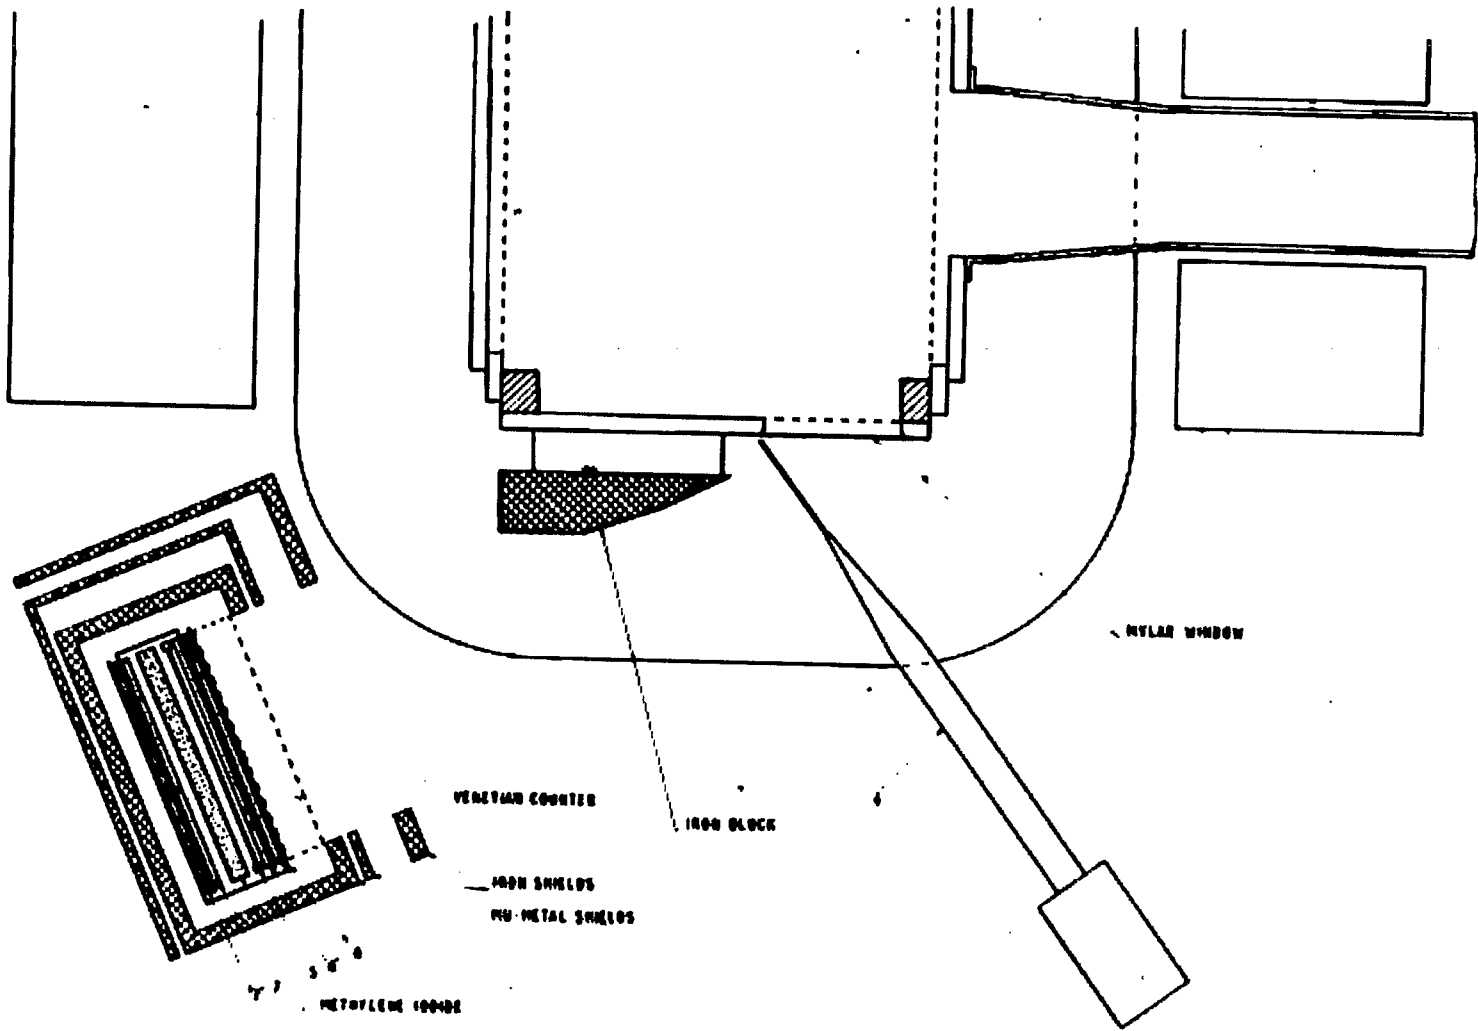 MYLAR WINDOW
VENETIAN COUNTER
IRON BLOCK
IRON SHIELDS
MU-METAL SHIELDS
METHYLENE IODIDE